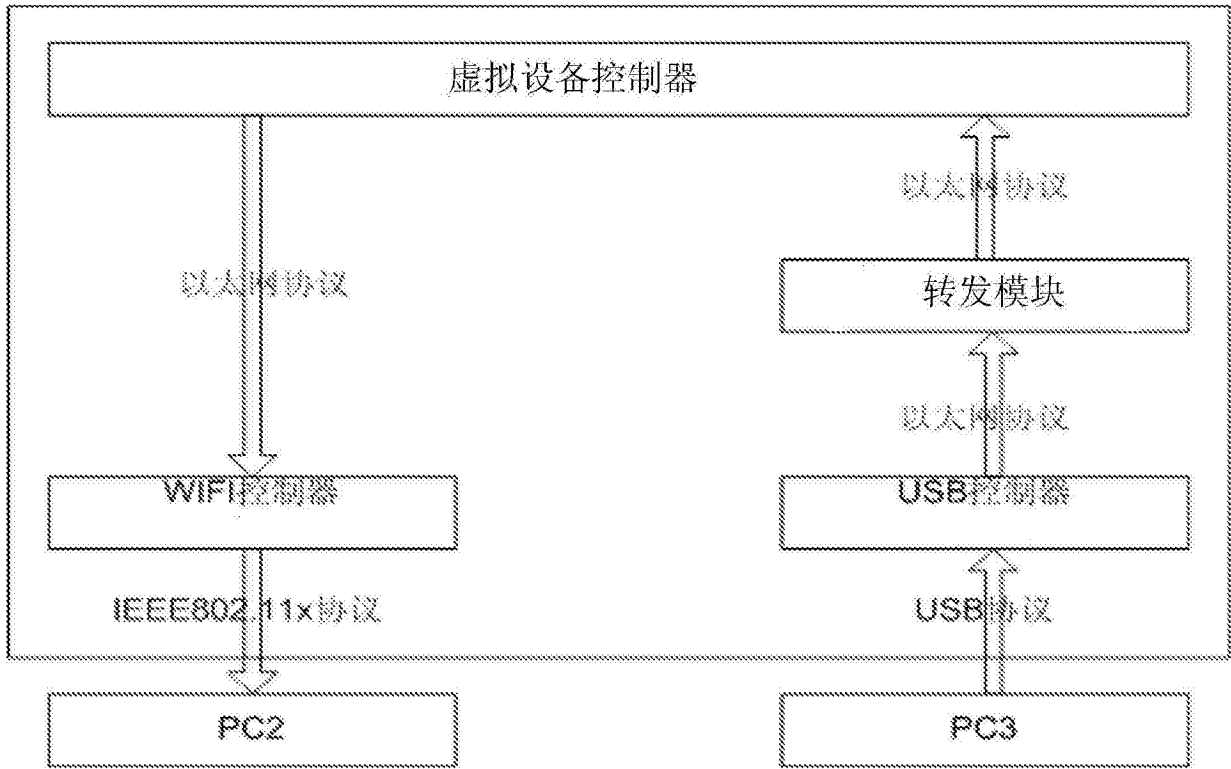 虚拟设备控制器
以太网协议
转发模块
以太网协议
以太网协议
WIFI控制器
USB控制器
IEEE802.11x协议
USB协议
PC2
PC3